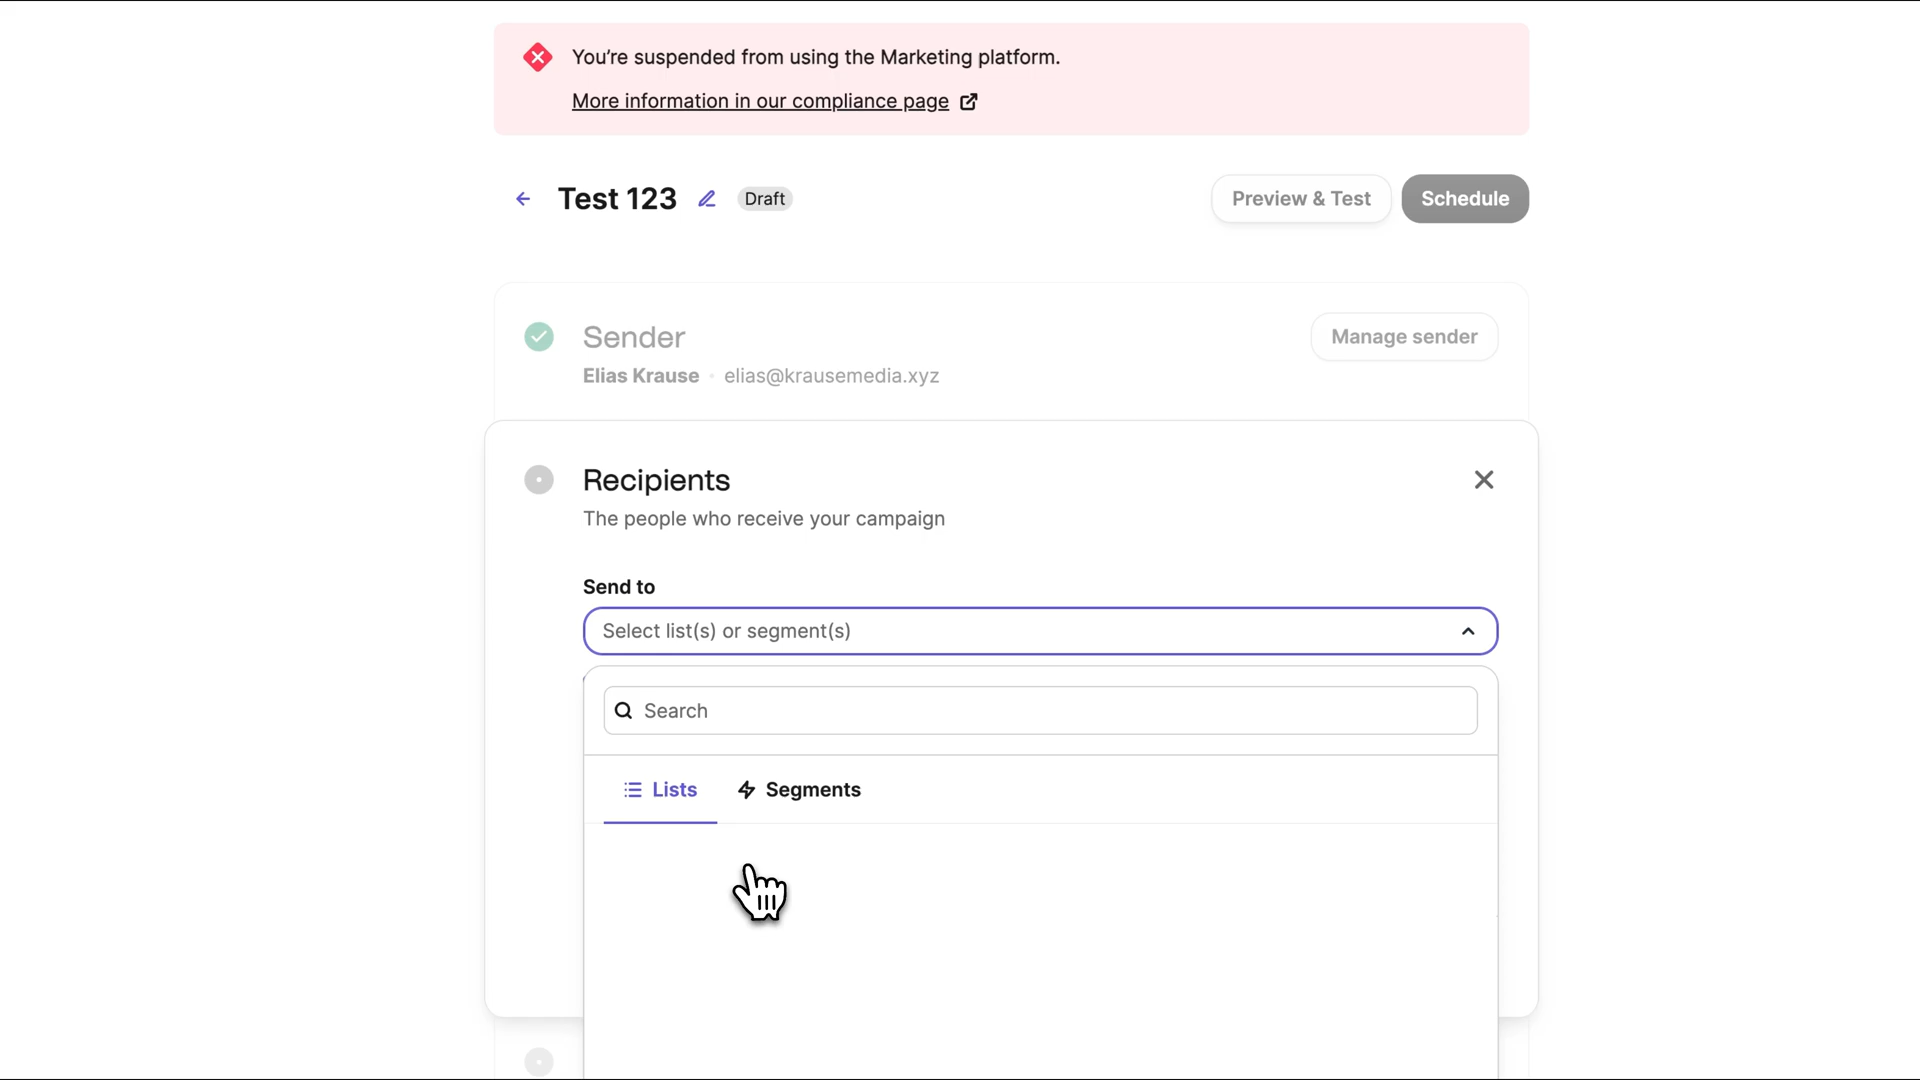 You’re suspended from using the Marketing platform.
More information in our compliance page
Test 123
Draft
Preview & Test
Schedule
Sender
Manage sender
Elias Krause · elias@krausemedia.xyz
Recipients
The people who receive your campaign
Send to
Select list(s) or segment(s)
Search
Lists
Segments